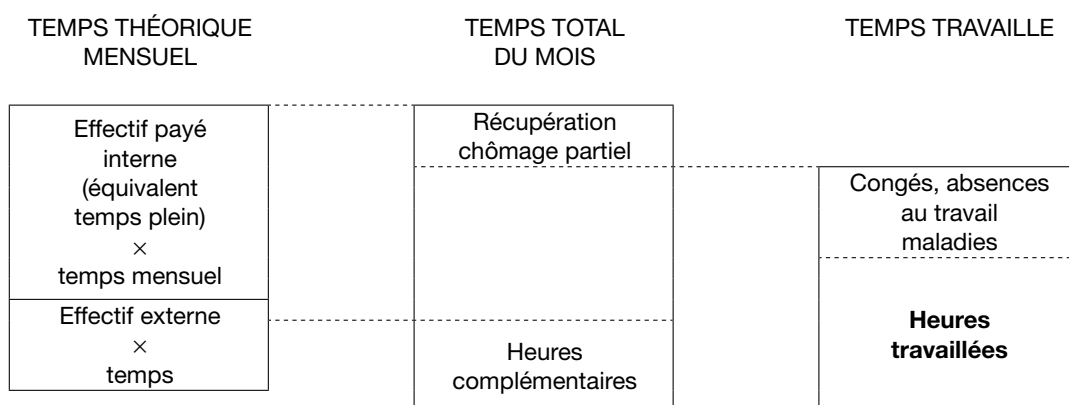 TEMPS THÉORIQUE
MENSUEL
TEMPS TOTAL
DU MOIS
TEMPS TRAVAILLE
Effectif payé
interne
(équivalent
temps plein)
×
temps mensuel
Effectif externe
×
temps
Récupération
chômage partiel
Heures
complémentaires
Congés, absences
au travail
maladies
Heures
travaillées